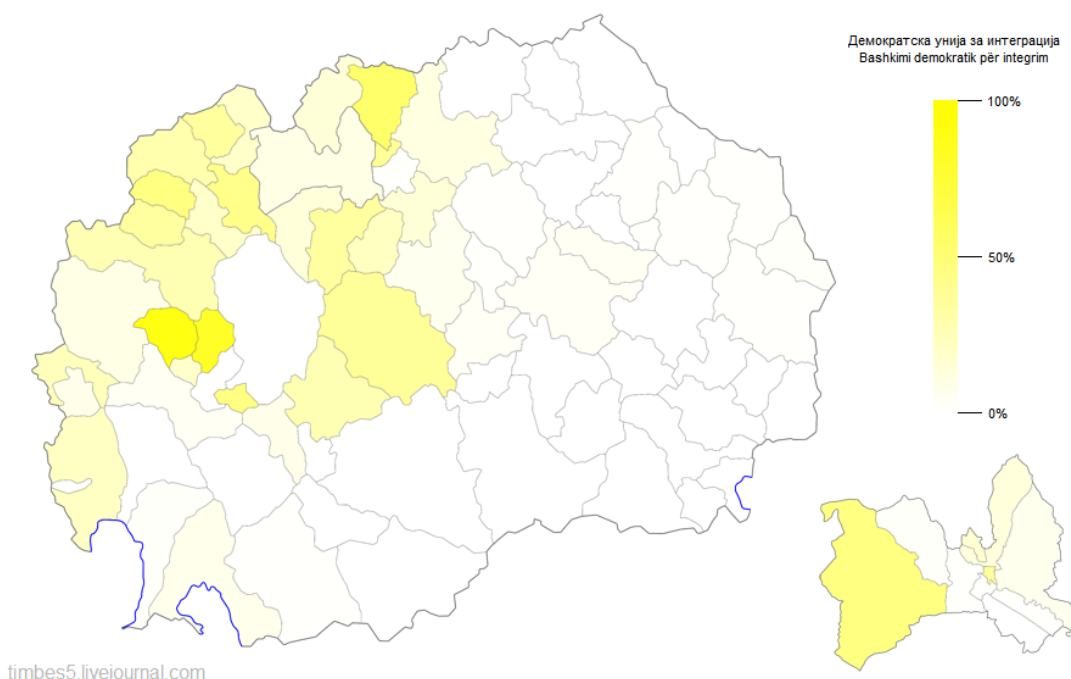 Демократска унија за интеграција
Bashkimi demokratik për integrim
100%
50%
0%
timbes5.livejournal.com